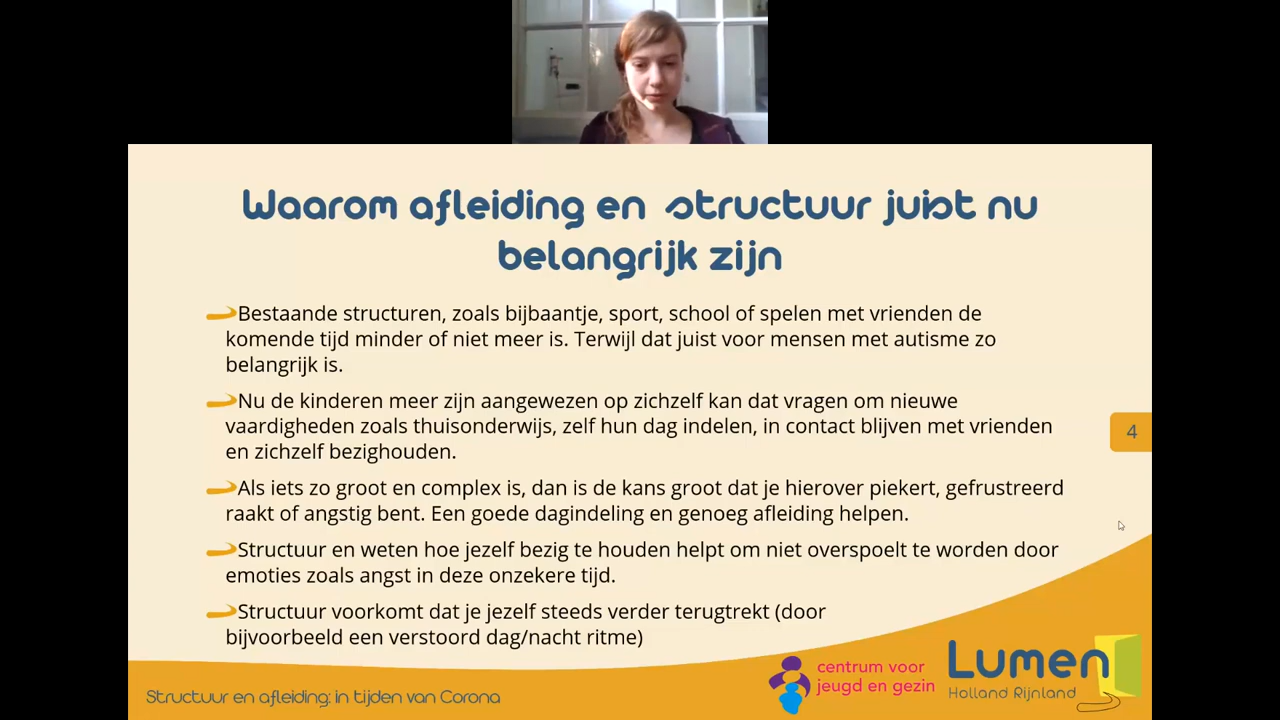 Waarom afleiding en structuur juist nu
belangrijk zijn
Bestaande structuren, zoals bijbaantje, sport, school of spelen met vrienden de
komende tijd minder of niet meer is. Terwijl dat juist voor mensen met autisme zo
belangrijk is.
Nu de kinderen meer zijn aangewezen op zichzelf kan dat vragen om nieuwe
vaardigheden zoals thuisonderwijs, zelf hun dag indelen, in contact blijven met vrienden
en zichzelf bezighouden.
4
Als iets zo groot en complex is, dan is de kans groot dat je hierover piekert, gefrustreerd
raakt of angstig bent. Een goede dagindeling en genoeg afleiding helpen.
Structuur en weten hoe jezelf bezig te houden helpt om niet overspoelt te worden door
emoties zoals angst in deze onzekere tijd.
Structuur voorkomt dat je jezelf steeds verder terugtrekt (door
bijvoorbeeld een verstoord dag/nacht ritme)
Structuur en afleiding: in tijden van Corona
centrum voor
jeugd en gezin
Lumen
Holland Rijnland